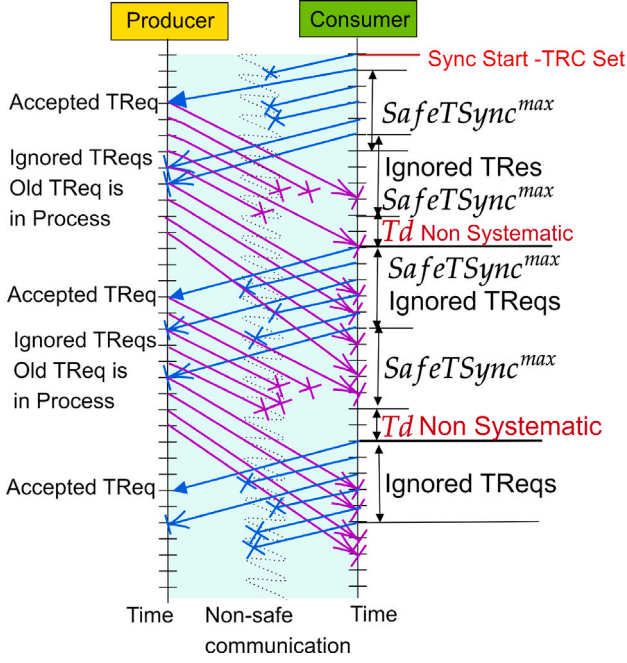 Producer
Consumer
Sync Start -TRC Set
Accepted TReq
SafeTSync^max
Ignored TReqs
Old TReq is
in Process
Ignored TRes
SafeTSync^max
Td Non Systematic
SafeTSync^max
Accepted TReq
Ignored TReqs
Ignored TReqs
Old TReq is
in Process
SafeTSync^max
Td Non Systematic
Accepted TReq
Ignored TReqs
Time
Non-safe
communication
Time